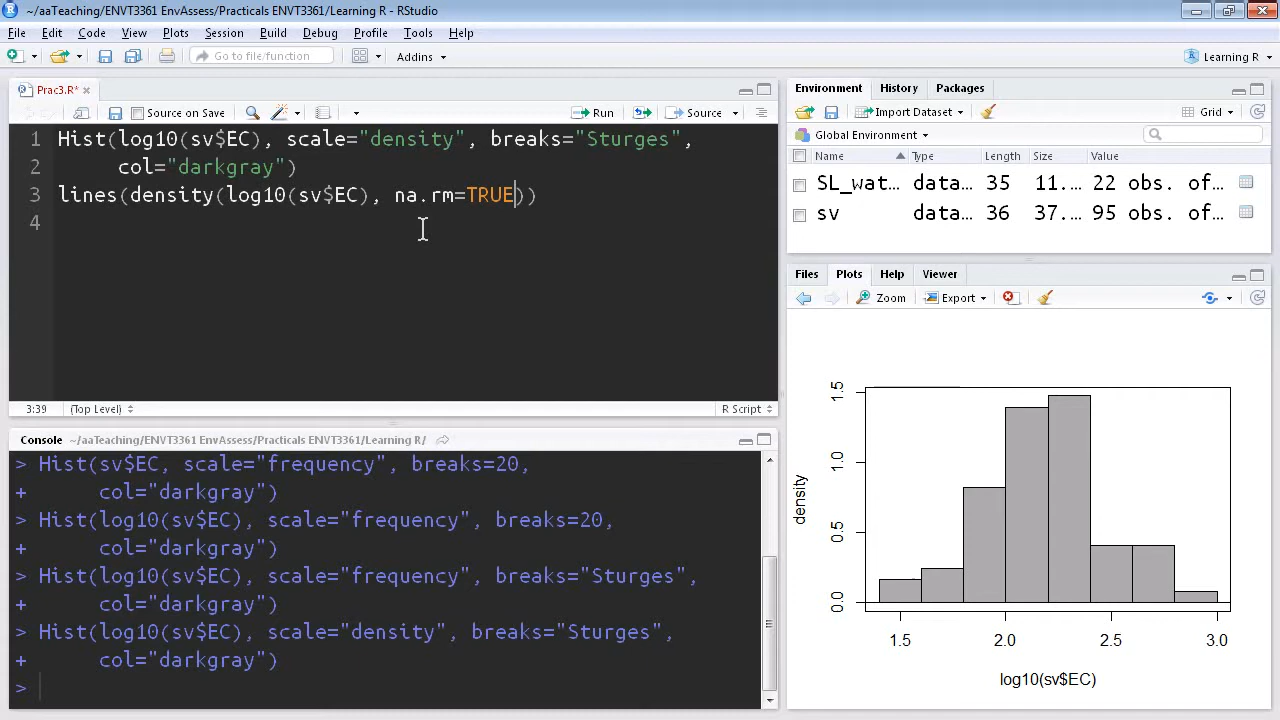 ~/aaTeaching/ENVT3361 EnvAssess/Practicals ENVT3361/Learning R - RStudio
File Edit Code View Plots Session Build Debug Profile Tools Help
Go to file/function Addins Learning R
Prac3.R*
Source on Save Run Source
1 Hist(log10(sv$EC), scale="density", breaks="Sturges",
2 col="darkgray")
3 lines(density(log10(sv$EC), na.rm=TRUE))
4
3:39 (Top Level) R Script
Console ~/aaTeaching/ENVT3361 EnvAssess/Practicals ENVT3361/Learning R/
> Hist(sv$EC, scale="frequency", breaks=20,
+ col="darkgray")
> Hist(log10(sv$EC), scale="frequency", breaks=20,
+ col="darkgray")
> Hist(log10(sv$EC), scale="frequency", breaks="Sturges",
+ col="darkgray")
> Hist(log10(sv$EC), scale="density", breaks="Sturges",
+ col="darkgray")
>
Environment History Packages
Import Dataset Grid
Global Environment
Name Type Length Size Value
SL_wat… data… 35 11.… 22 obs. of
sv data… 36 37.… 95 obs. of
Files Plots Help Viewer
Zoom Export
1.5
1.0
0.5
0.0
density
1.5 2.0 2.5 3.0
log10(sv$EC)